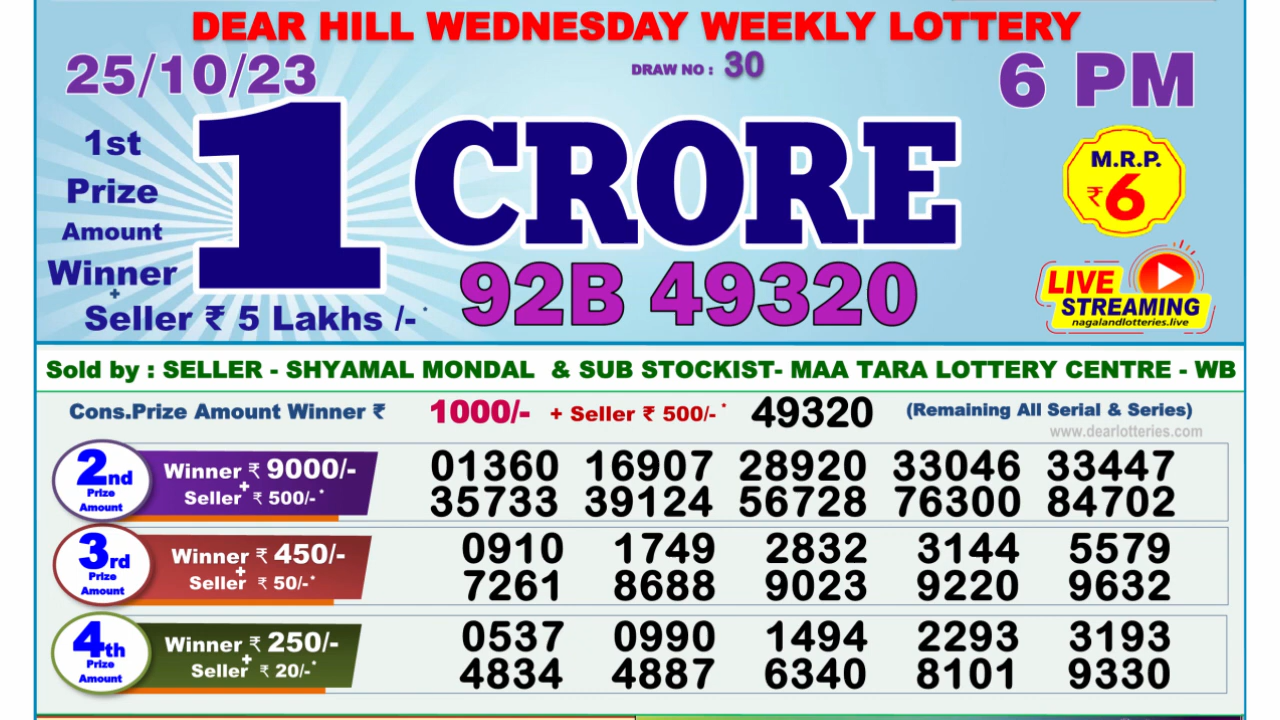 DEAR HILL WEDNESDAY WEEKLY LOTTERY
25/10/23
DRAW NO : 30
6 PM
1st
Prize
Amount
Winner
+
Seller ₹ 5 Lakhs /-*
1 CRORE
92B 49320
M.R.P.
₹6
LIVE
STREAMING
nagalandlotteries.live
Sold by : SELLER - SHYAMAL MONDAL & SUB STOCKIST- MAA TARA LOTTERY CENTRE - WB
Cons.Prize Amount Winner ₹ 1000/- + Seller ₹ 500/-* 49320 (Remaining All Serial & Series)
www.dearlotteries.com
2nd
Prize
Amount
Winner ₹ 9000/-
+
Seller ₹ 500/-*
01360 16907 28920 33046 33447
35733 39124 56728 76300 84702
3rd
Prize
Amount
Winner ₹ 450/-
+
Seller ₹ 50/-*
0910 1749 2832 3144 5579
7261 8688 9023 9220 9632
4th
Prize
Amount
Winner ₹ 250/-
+
Seller ₹ 20/-*
0537 0990 1494 2293 3193
4834 4887 6340 8101 9330